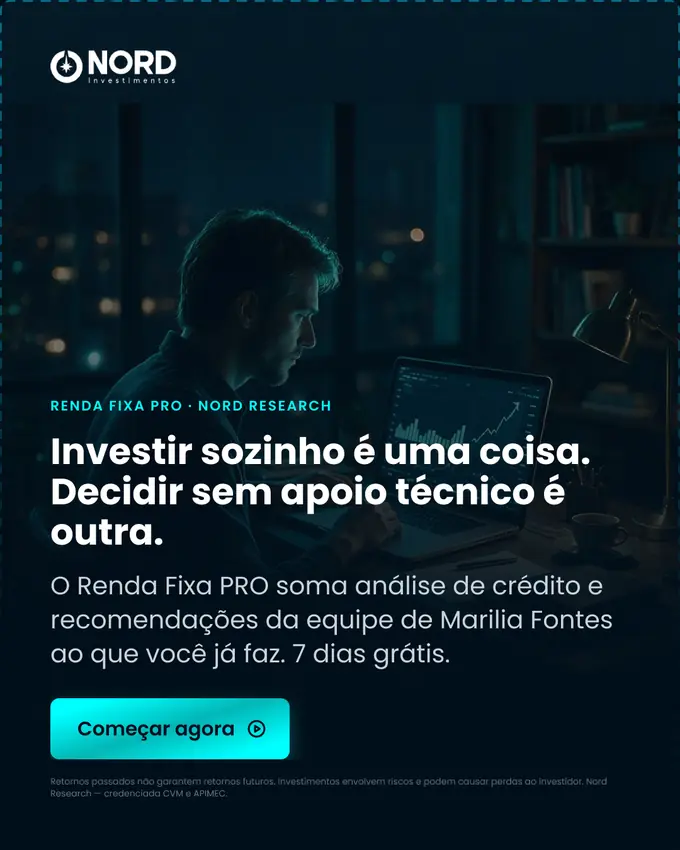 NORD
Investimentos
RENDA FIXA PRO · NORD RESEARCH
Investir sozinho é uma coisa.
Decidir sem apoio técnico é
outra.
O Renda Fixa PRO soma análise de crédito e
recomendações da equipe de Marilia Fontes
ao que você já faz. 7 dias grátis.
Começar agora
Retornos passados não garantem retornos futuros. Investimentos envolvem riscos e podem causar perdas ao investidor. Nord
Research — credenciada CVM e APIMEC.